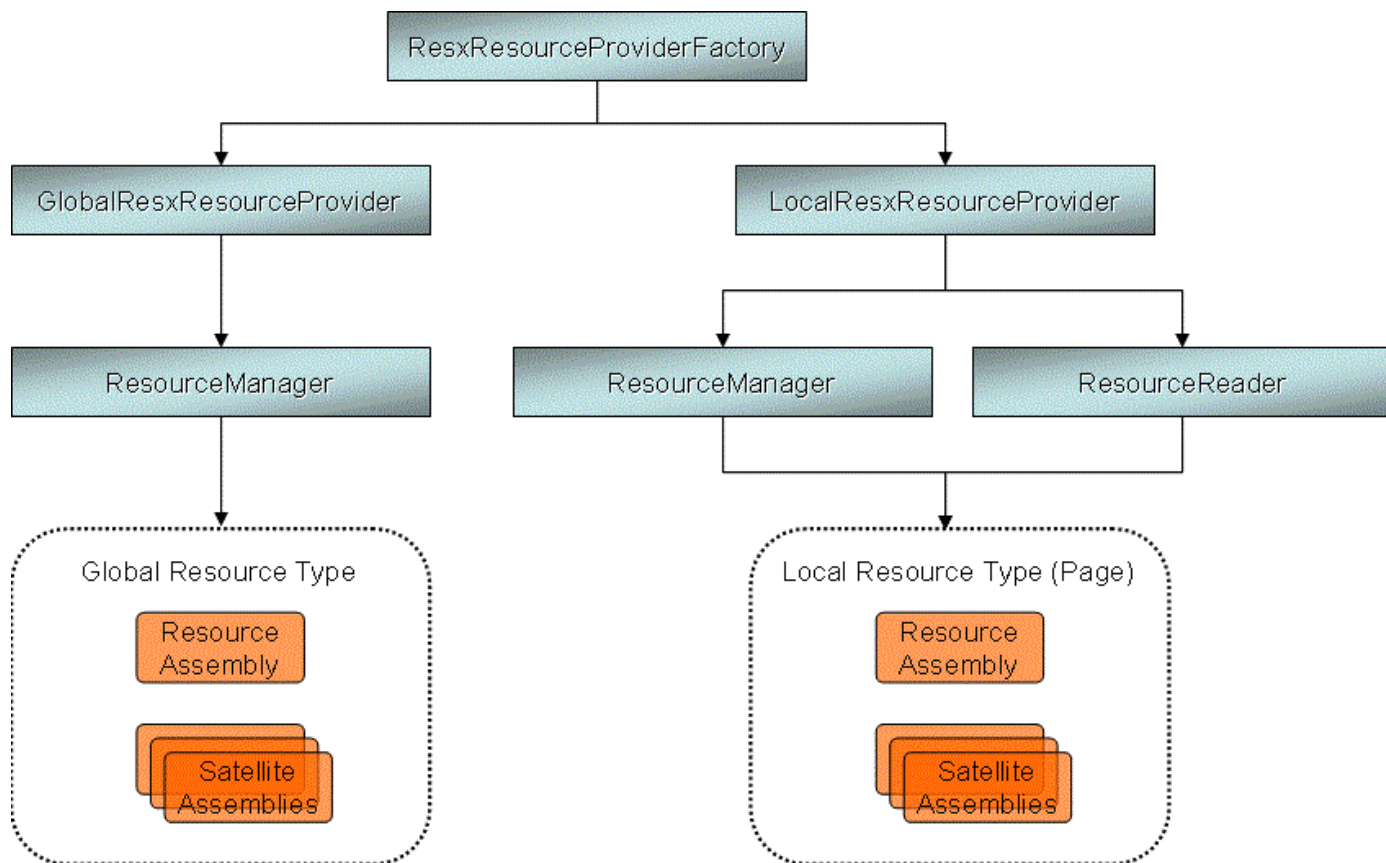 ResxResourceProviderFactory
GlobalResxResourceProvider
LocalResxResourceProvider
ResourceManager
ResourceManager
ResourceReader
Global Resource Type
Resource
Assembly
Satellite
Assemblies
Local Resource Type (Page)
Resource
Assembly
Satellite
Assemblies